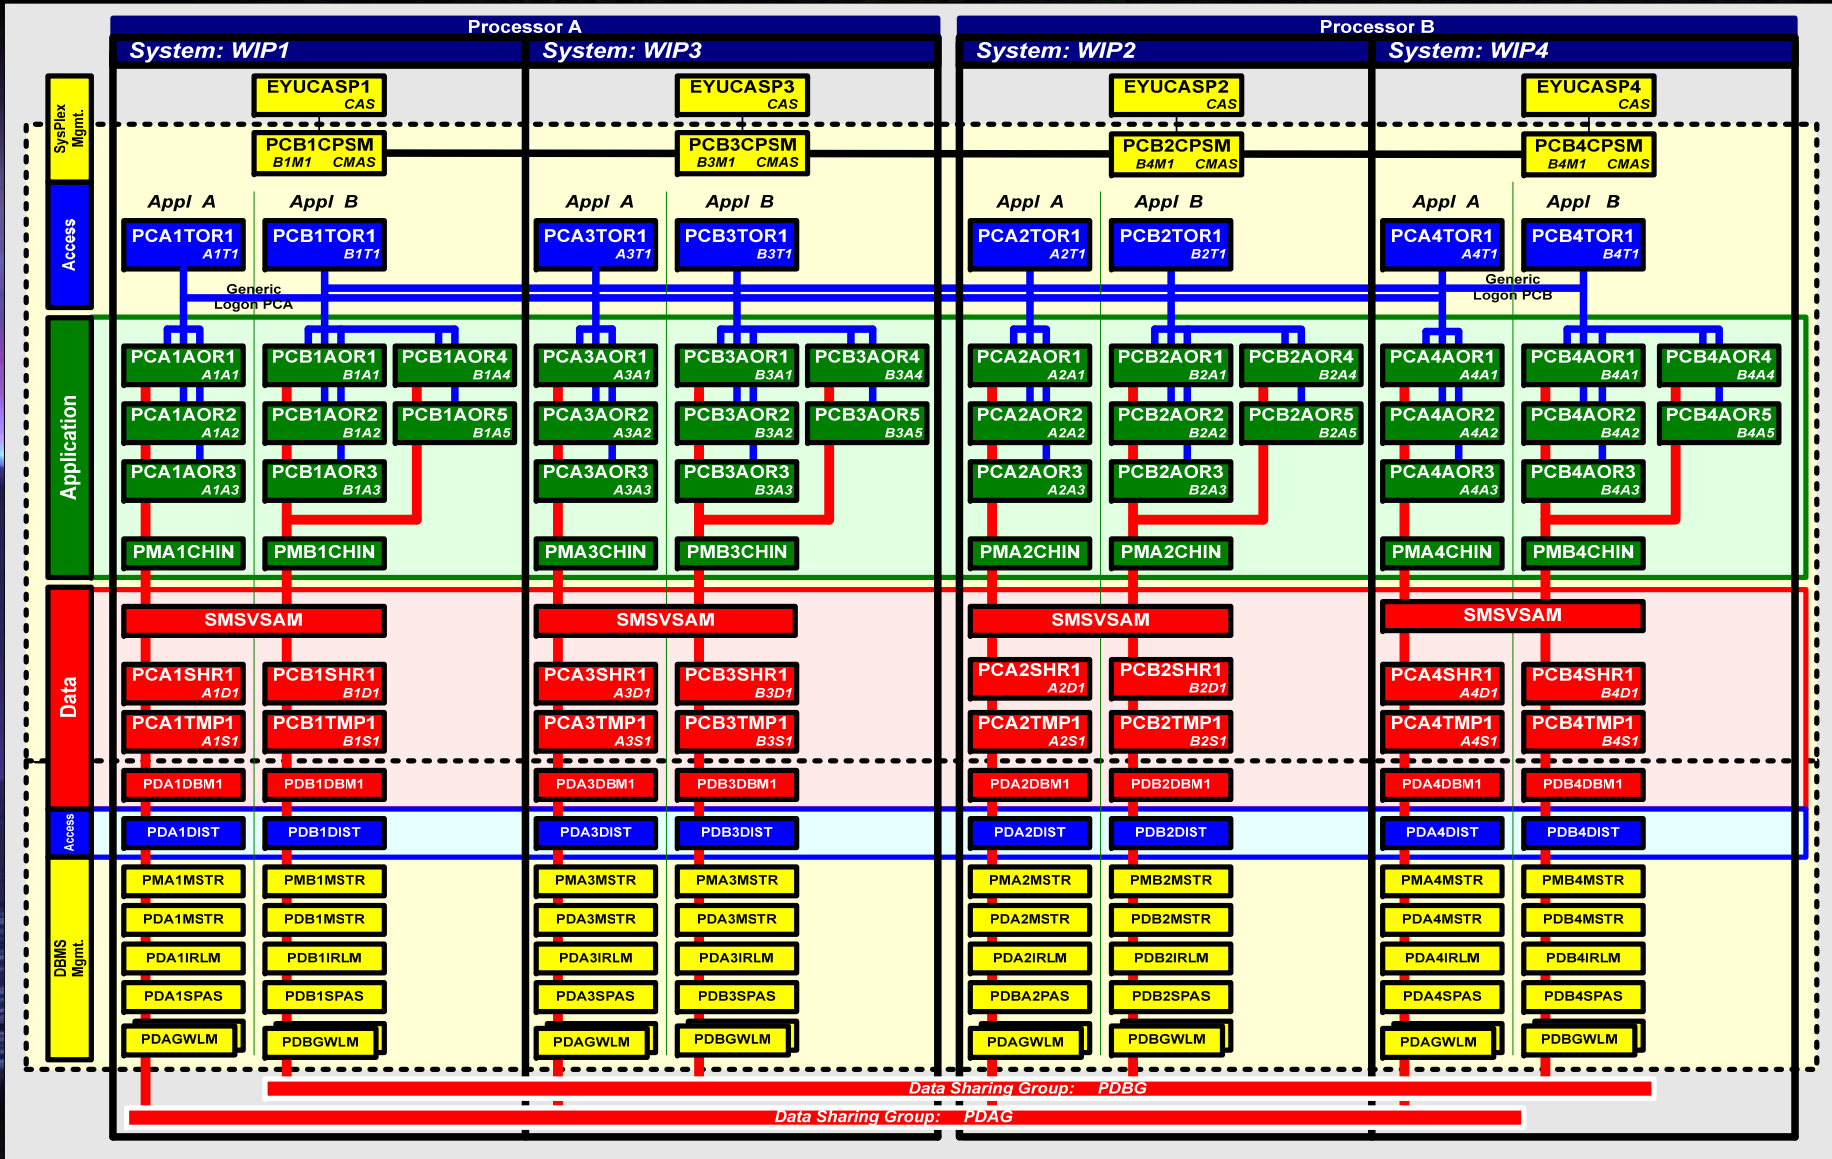 Processor A
Processor B
System: WIP1
System: WIP3
System: WIP2
System: WIP4
SysPlex
Mgmt.
EYUCASP1
CAS
EYUCASP3
CAS
EYUCASP2
CAS
EYUCASP4
CAS
PCB1CPSM
B1M1 CMAS
PCB3CPSM
B3M1 CMAS
PCB2CPSM
B4M1 CMAS
PCB4CPSM
B4M1 CMAS
Access
Appl A
Appl B
Appl A
Appl B
Appl A
Appl B
Appl A
Appl B
PCA1TOR1
A1T1
PCB1TOR1
B1T1
PCA3TOR1
A3T1
PCB3TOR1
B3T1
PCA2TOR1
A2T1
PCB2TOR1
B2T1
PCA4TOR1
A4T1
PCB4TOR1
B4T1
Generic
Logon PCA
Generic
Logon PCB
Application
PCA1AOR1
A1A1
PCB1AOR1
B1A1
PCB1AOR4
B1A4
PCA3AOR1
A3A1
PCB3AOR1
B3A1
PCB3AOR4
B3A4
PCA2AOR1
A2A1
PCB2AOR1
B2A1
PCB2AOR4
B2A4
PCA4AOR1
A4A1
PCB4AOR1
B4A1
PCB4AOR4
B4A4
PCA1AOR2
A1A2
PCB1AOR2
B1A2
PCB1AOR5
B1A5
PCA3AOR2
A3A2
PCB3AOR2
B3A2
PCB3AOR5
B3A5
PCA2AOR2
A2A2
PCB2AOR2
B2A2
PCB2AOR5
B2A5
PCA4AOR2
A4A2
PCB4AOR2
B4A2
PCB4AOR5
B4A5
PCA1AOR3
A1A3
PCB1AOR3
B1A3
PCA3AOR3
A3A3
PCB3AOR3
B3A3
PCA2AOR3
A2A3
PCB2AOR3
B2A3
PCA4AOR3
A4A3
PCB4AOR3
B4A3
PMA1CHIN
PMB1CHIN
PMA3CHIN
PMB3CHIN
PMA2CHIN
PMA2CHIN
PMA4CHIN
PMB4CHIN
Data
SMSVSAM
SMSVSAM
SMSVSAM
SMSVSAM
PCA1SHR1
A1D1
PCB1SHR1
B1D1
PCA3SHR1
A3D1
PCB3SHR1
B3D1
PCA2SHR1
A2D1
PCB2SHR1
B2D1
PCA4SHR1
A4D1
PCB4SHR1
B4D1
PCA1TMP1
A1S1
PCB1TMP1
B1S1
PCA3TMP1
A3S1
PCB3TMP1
B3S1
PCA2TMP1
A2S1
PCB2TMP1
B2S1
PCA4TMP1
A4S1
PCB4TMP1
B4S1
PDA1DBM1
PDB1DBM1
PDA3DBM1
PDB3DBM1
PDA2DBM1
PDB2DBM1
PDA4DBM1
PDB4DBM1
Access
PDA1DIST
PDB1DIST
PDA3DIST
PDB3DIST
PDA2DIST
PDB2DIST
PDA4DIST
PDB4DIST
DBMS
Mgmt.
PMA1MSTR
PMB1MSTR
PMA3MSTR
PMA3MSTR
PMA2MSTR
PMB2MSTR
PMA4MSTR
PMB4MSTR
PDA1MSTR
PDB1MSTR
PDA3MSTR
PDA3MSTR
PDA2MSTR
PDB2MSTR
PDA4MSTR
PDB4MSTR
PDA1IRLM
PDB1IRLM
PDA3IRLM
PDA3IRLM
PDA2IRLM
PDB2IRLM
PDA4IRLM
PDB4IRLM
PDA1SPAS
PDB1SPAS
PDA3SPAS
PDB3SPAS
PDBA2PAS
PDB2SPAS
PDA4SPAS
PDB4SPAS
PDAGWLM
PDBGWLM
PDAGWLM
PDBGWLM
PDAGWLM
PDBGWLM
PDAGWLM
PDBGWLM
Data Sharing Group: PDBG
Data Sharing Group: PDAG